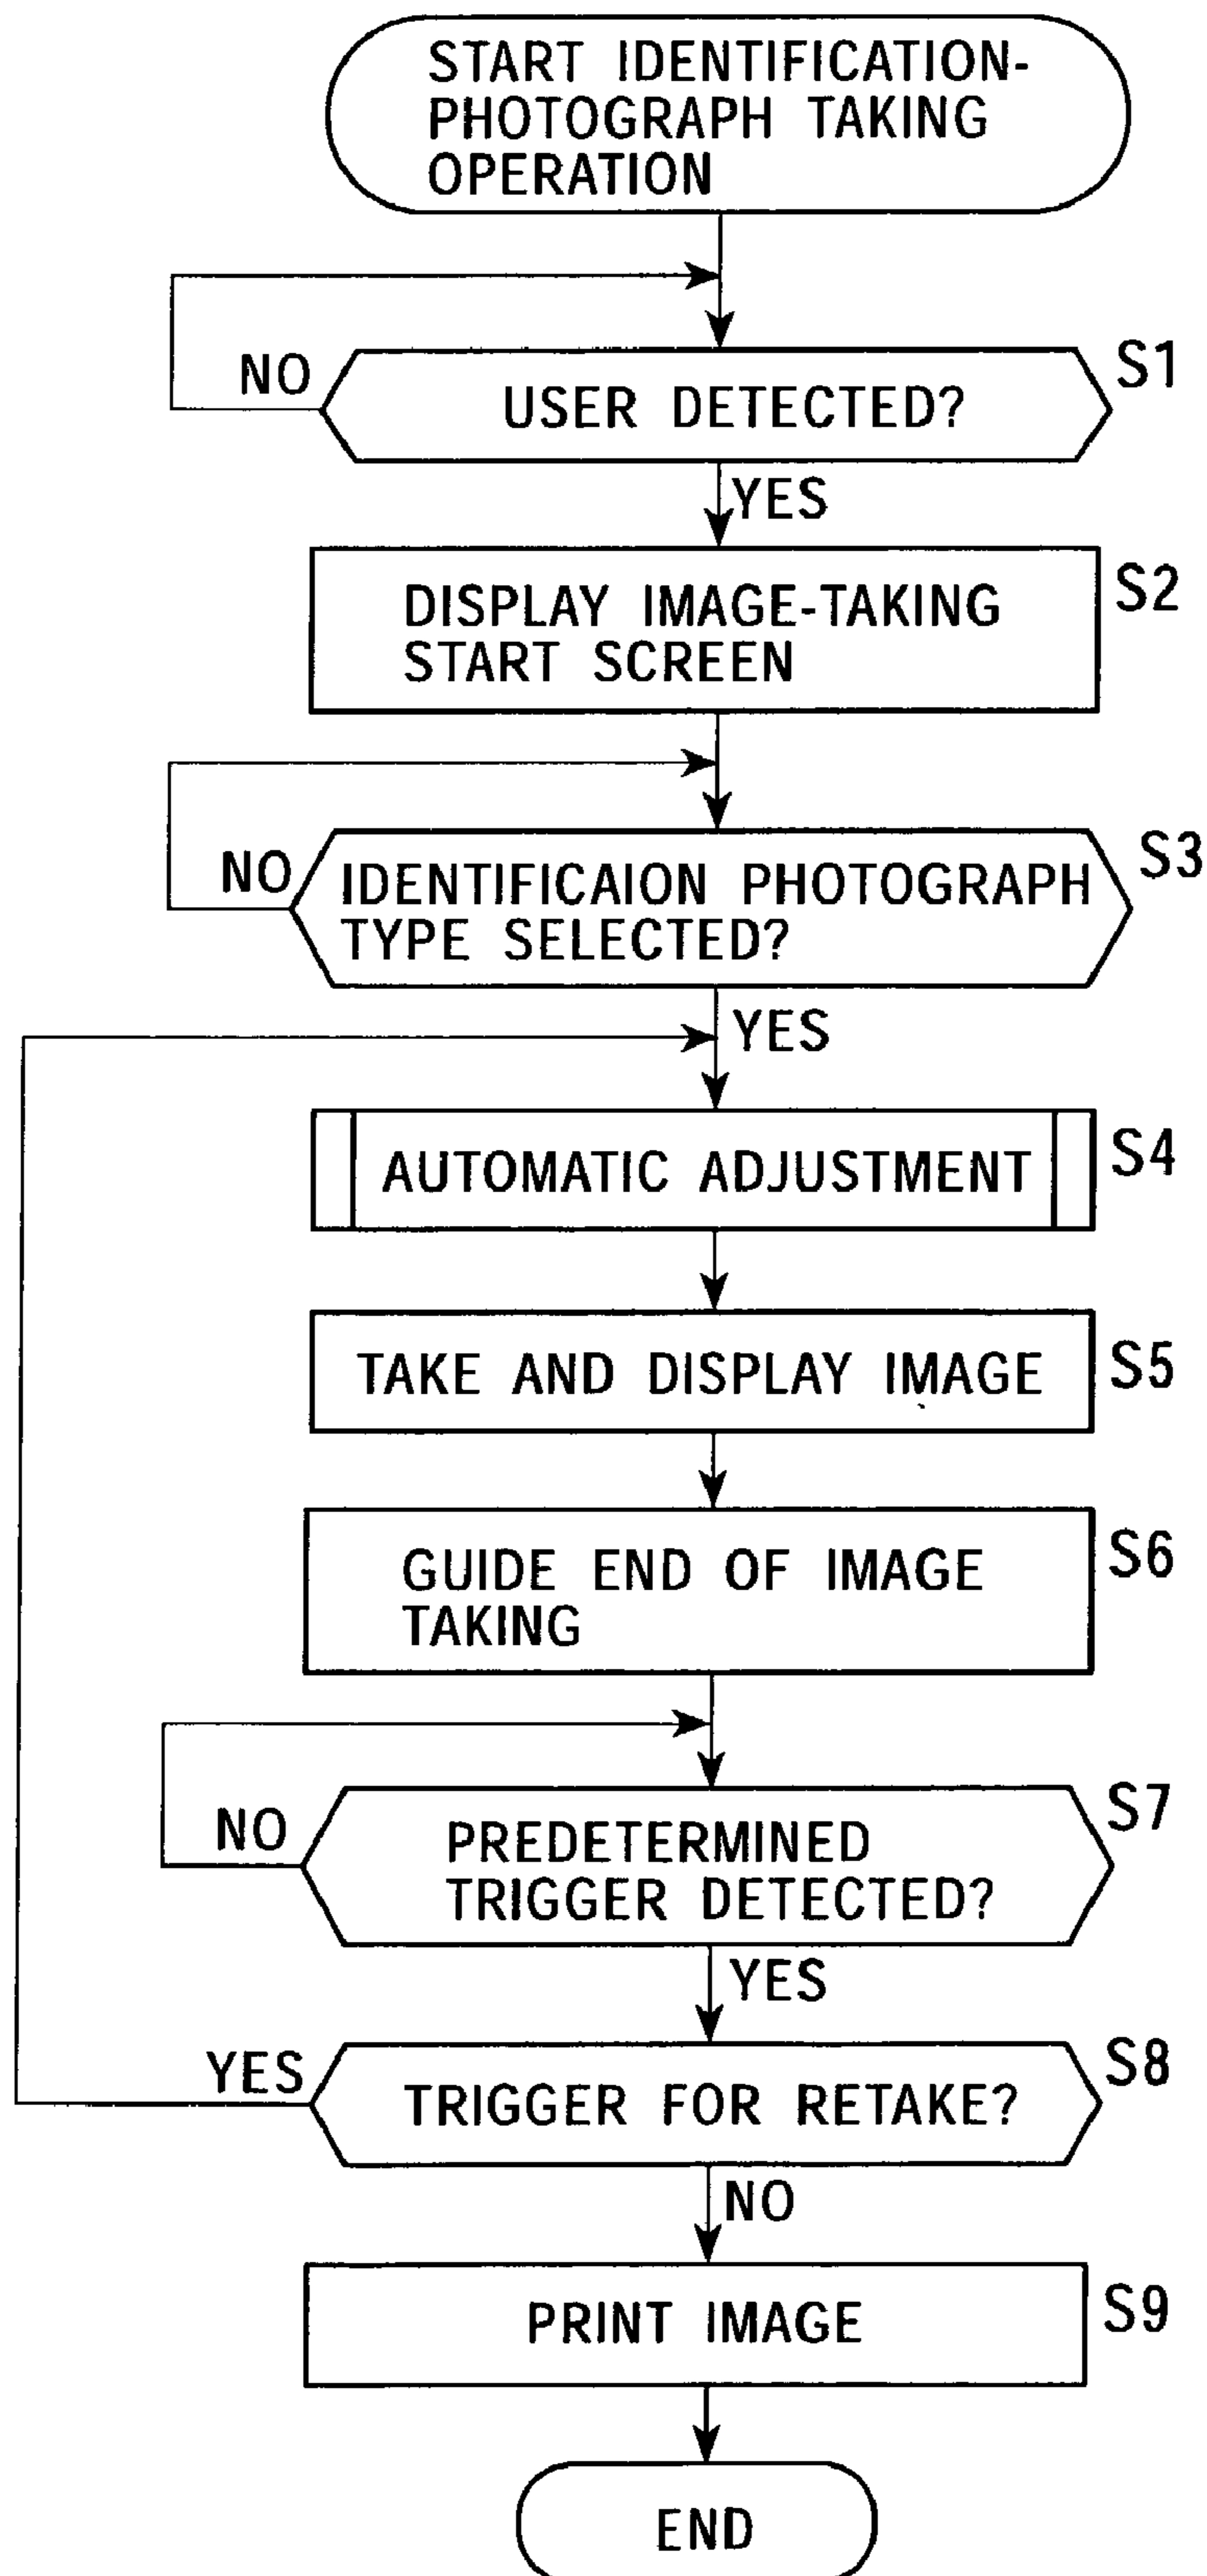 START IDENTIFICATION-
PHOTOGRAPH TAKING
OPERATION
NO
USER DETECTED?
S1
YES
DISPLAY IMAGE-TAKING
START SCREEN
S2
NO
IDENTIFICAION PHOTOGRAPH
TYPE SELECTED?
S3
YES
AUTOMATIC ADJUSTMENT
S4
TAKE AND DISPLAY IMAGE
S5
GUIDE END OF IMAGE
TAKING
S6
NO
PREDETERMINED
TRIGGER DETECTED?
S7
YES
YES
TRIGGER FOR RETAKE?
S8
NO
PRINT IMAGE
S9
END